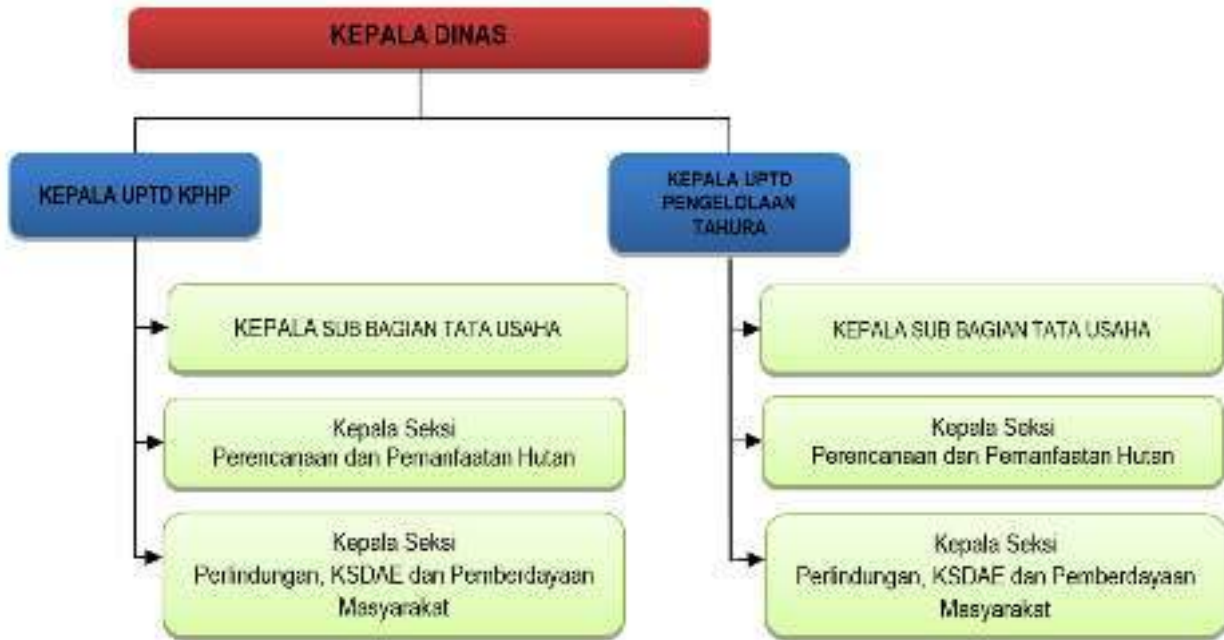 KEPALA DINAS
KEPALA UPTD KPHP
KEPALA UPTD
PENGELOLAAN
TAHURA
KEPALA SUB BAGIAN TATA USAHA
Kepala Seksi
Perencanaan dan Pemanfaatan Hutan
Kepala Seksi
Perlindungan, KSDAE dan Pemberdayaan
Masyarakat
KEPALA SUB BAGIAN TATA USAHA
Kepala Seksi
Perencanaan dan Pemanfaatan Hutan
Kepala Seksi
Perlindungan, KSDAE dan Pemberdayaan
Masyarakat